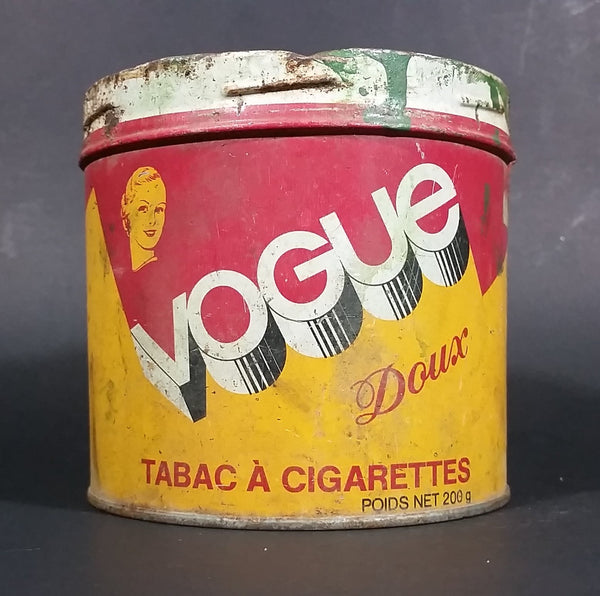 VOGUe
Doux
TABAC À CIGARETTES
POIDS NET 200 g